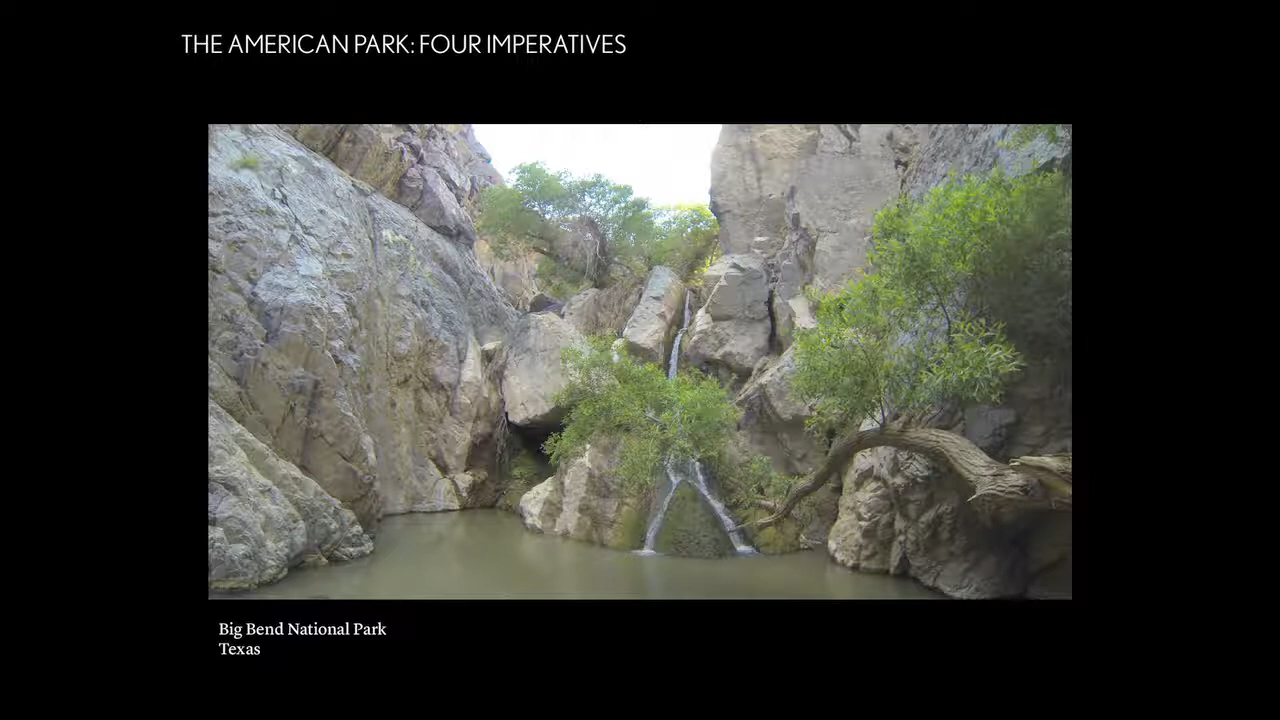 THE AMERICAN PARK: FOUR IMPERATIVES
Big Bend National Park
Texas